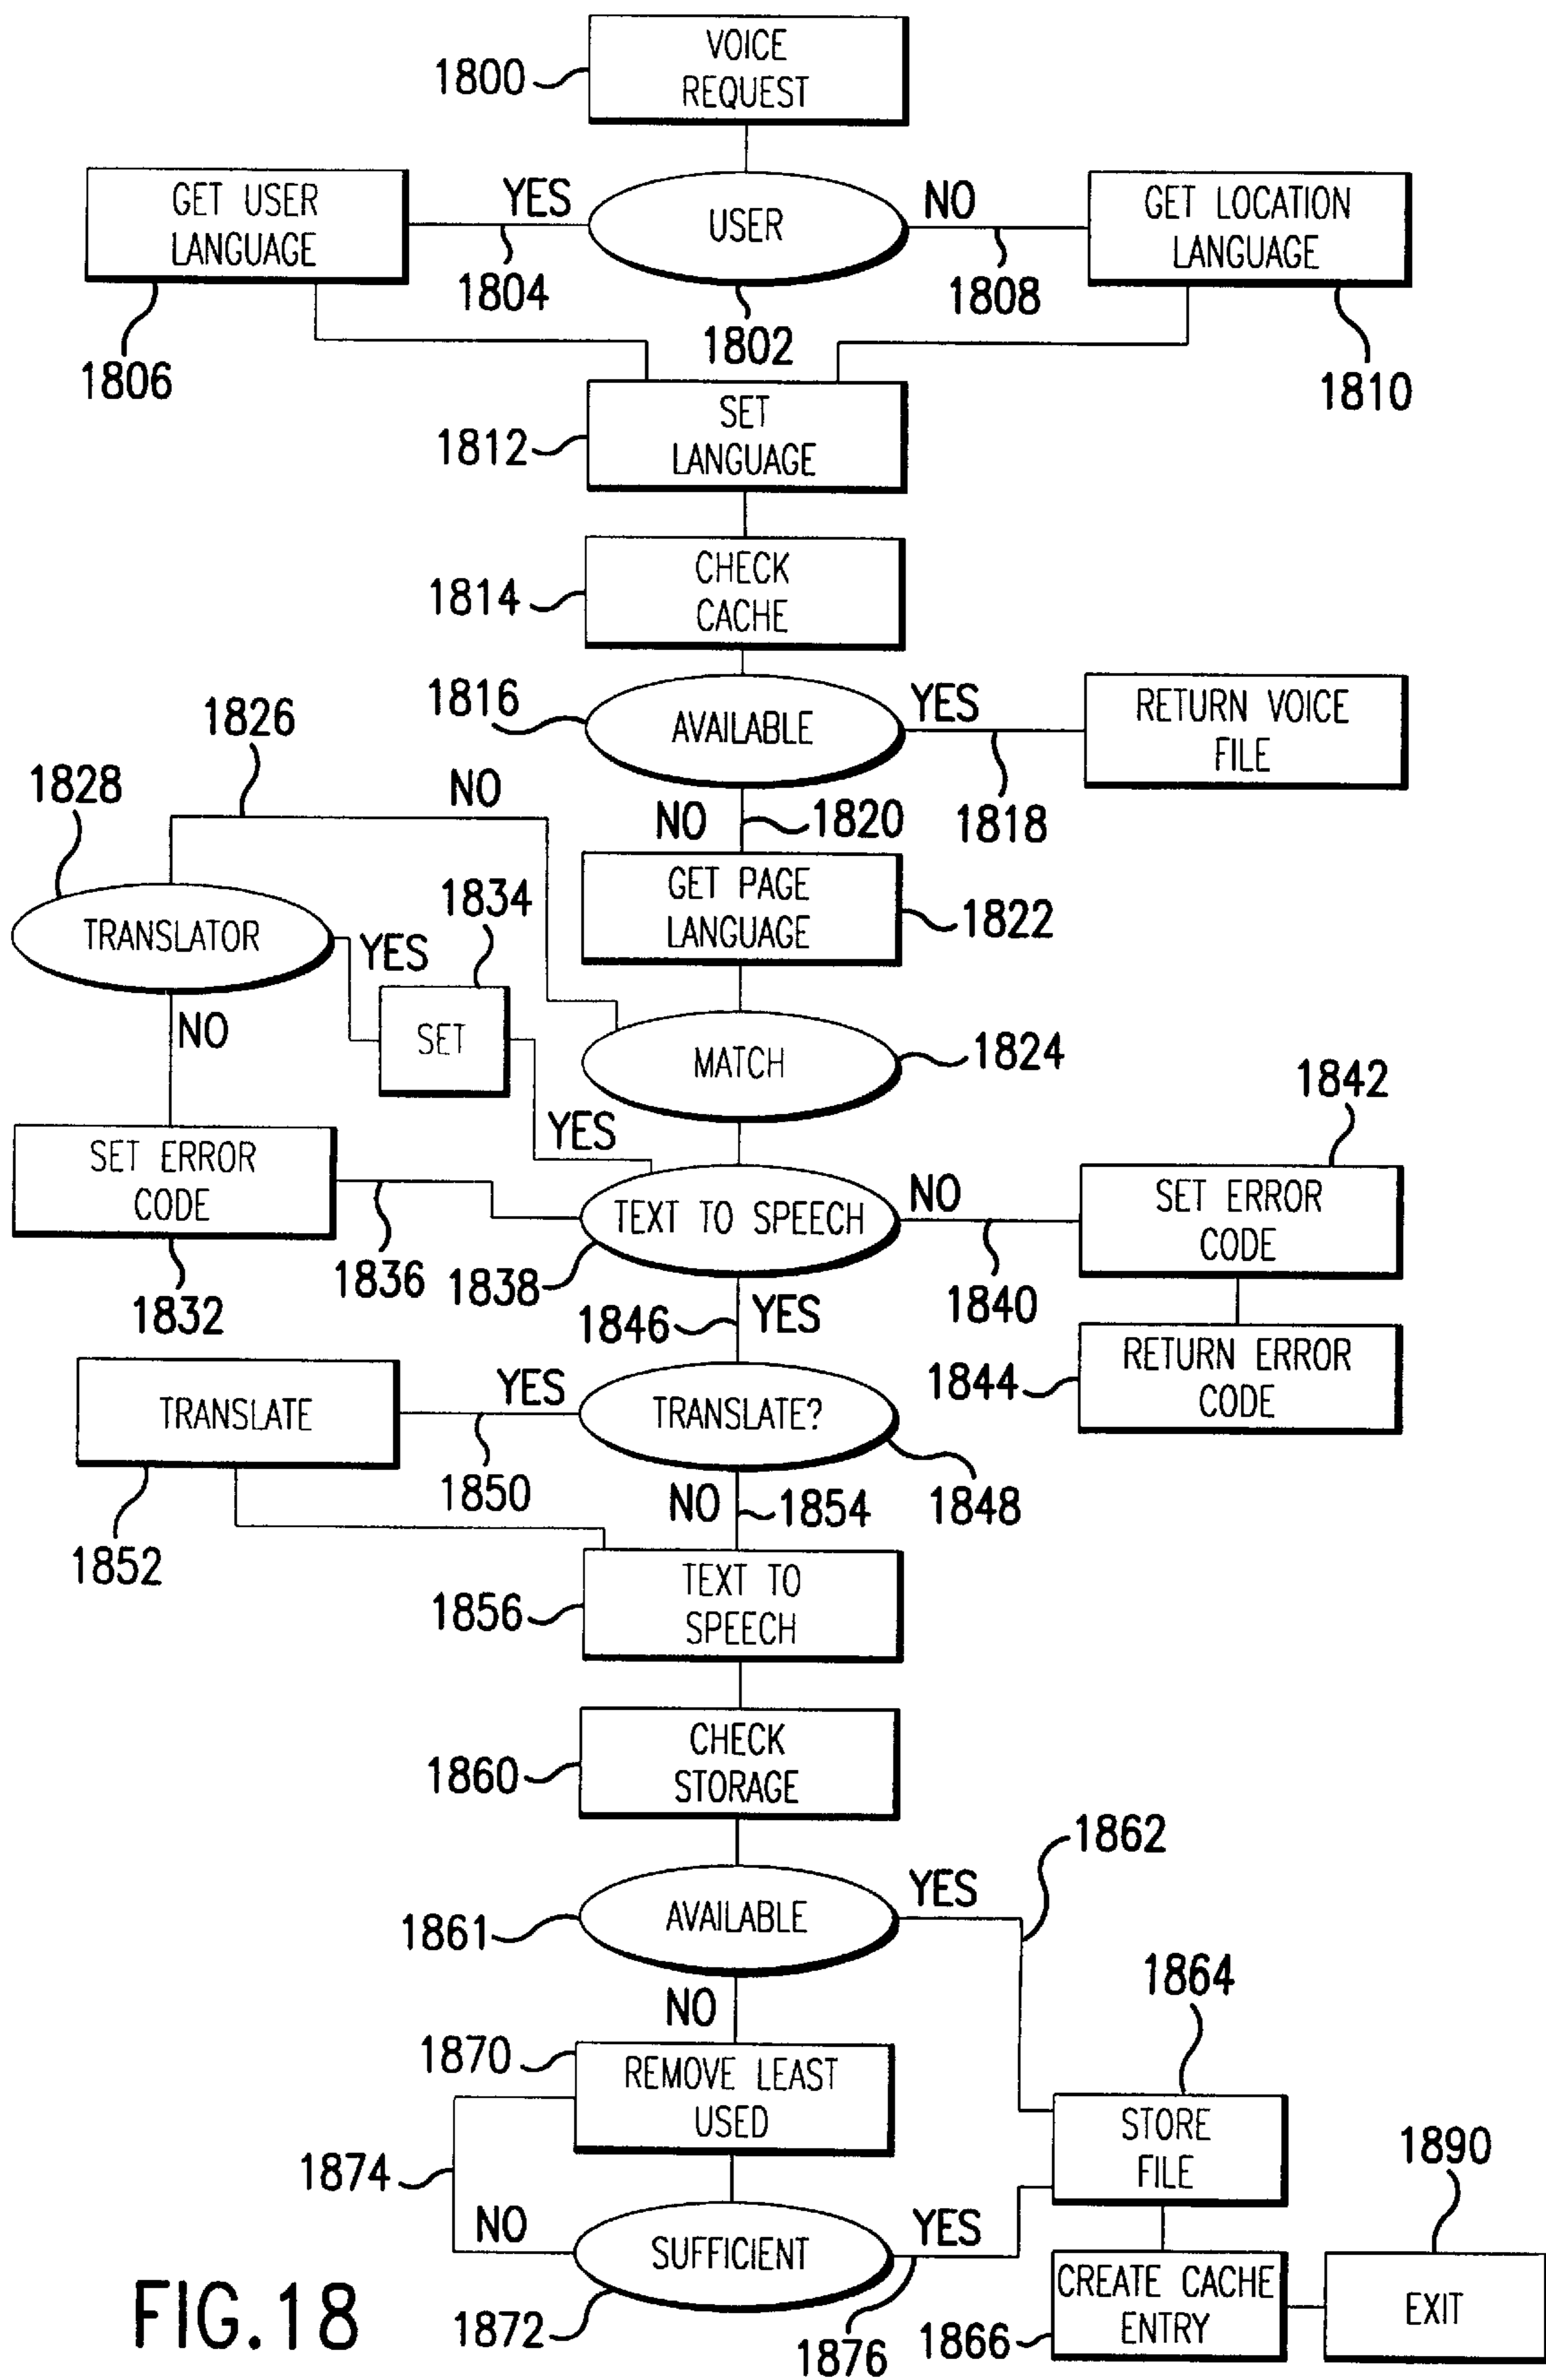 VOICE
REQUEST
1800
GET USER
LANGUAGE
YES
USER
NO
GET LOCATION
LANGUAGE
1804
1808
1802
1806
1810
SET
LANGUAGE
1812
CHECK
CACHE
1814
1816
AVAILABLE
YES
RETURN VOICE
FILE
1818
1826
NO
1828
NO
1820
TRANSLATOR
YES
1834
GET PAGE
LANGUAGE
1822
NO
SET
MATCH
1824
1842
YES
SET ERROR
CODE
TEXT TO SPEECH
NO
SET ERROR
CODE
1836
1838
1840
1832
1846
YES
RETURN ERROR
CODE
1844
TRANSLATE
YES
TRANSLATE?
1850
NO
1854
1848
1852
TEXT TO
SPEECH
1856
CHECK
STORAGE
1860
1862
AVAILABLE
YES
1861
NO
1864
1870
REMOVE LEAST
USED
STORE
FILE
1890
1874
NO
SUFFICIENT
YES
CREATE CACHE
ENTRY
EXIT
1872
1876
1866
FIG.18